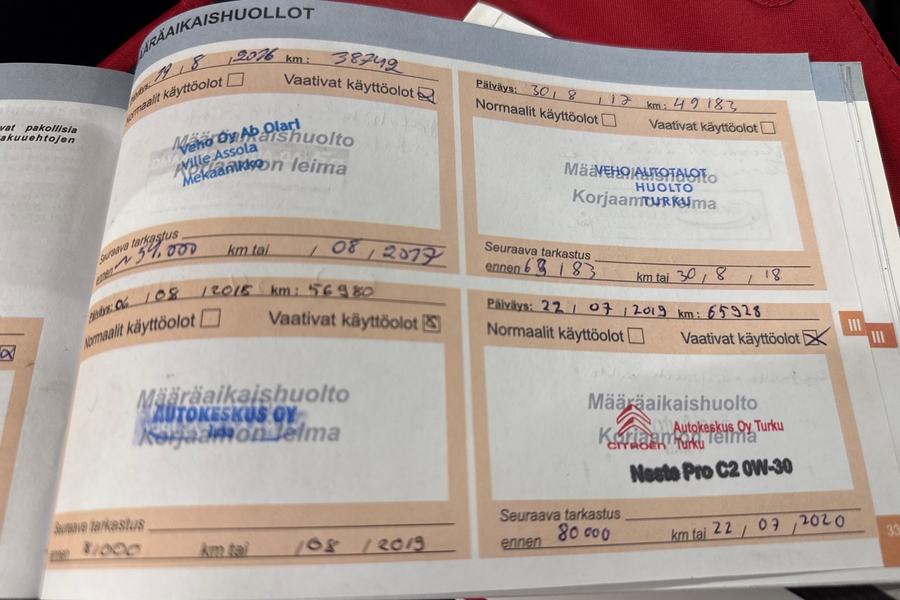 MÄÄRÄAIKAISHUOLLOT
vat pakollisia
akuuehtojen
Päiväys: 19 , 8 , 2016 km : 38742
Normaalit käyttöolot Vaativat käyttöolot
Määräaikaishuolto
Korjaamon leima
Veho Oy Ab Olari
Ville Assola
Mekaanikko
Seuraava tarkastus
ennen ~ 54.000 km tai / 08 , 2017
Päiväys: 30 , 8 , 17 km : 49183
Normaalit käyttöolot Vaativat käyttöolot
Määräaikaishuolto
Korjaamon leima
VEHO AUTOTALOT
HUOLTO
TURKU
Seuraava tarkastus
ennen 69183 km tai 30 , 8 , 18
Päiväys: 06 / 08 , 2018 km : 56980
Normaalit käyttöolot Vaativat käyttöolot X
Määräaikaishuolto
Korjaamon leima
AUTOKESKUS OY
Seuraava tarkastus
ennen 81000 km tai / 08 , 2019
Päiväys: 22 , 07 , 2019 km : 65928
Normaalit käyttöolot Vaativat käyttöolot X
Määräaikaishuolto
Korjaamon leima
CITROËN
Autokeskus Oy Turku
Turku
Neste Pro C2 0W-30
Seuraava tarkastus
ennen 80 000 km tai 22 , 07 , 2020
III
III
33